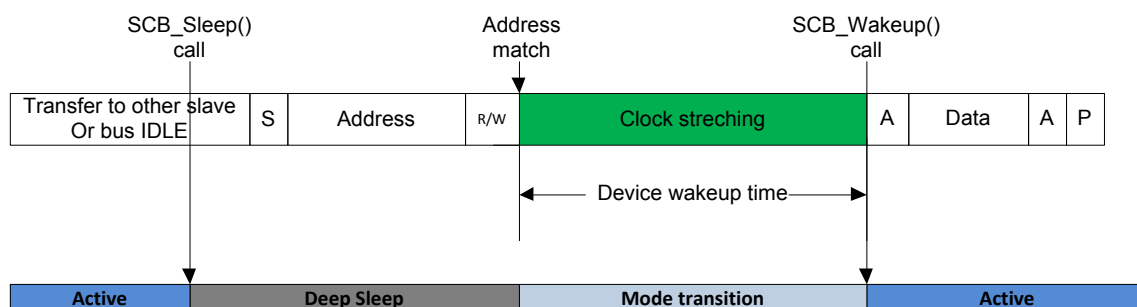 SCB_Sleep()
call
Address
match
SCB_Wakeup()
call
Transfer to other slave
Or bus IDLE
S
Address
R/W
Clock streching
A
Data
A
P
Device wakeup time
Active
Deep Sleep
Mode transition
Active